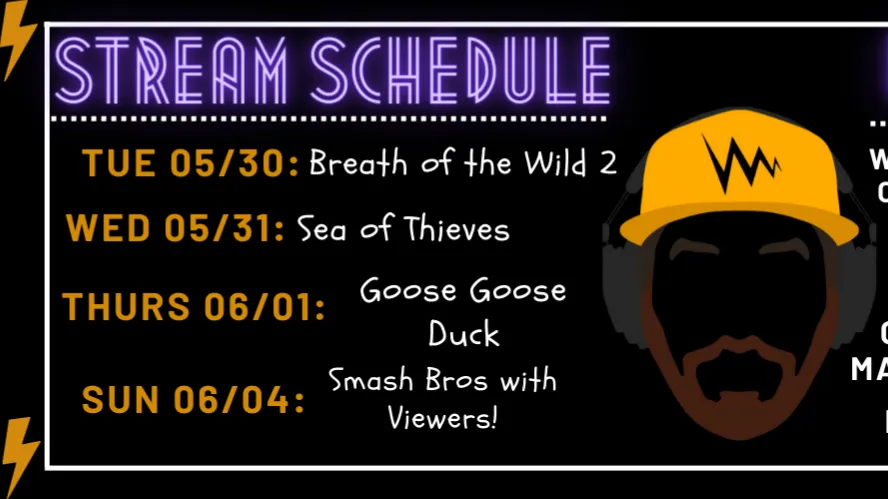 STREAM SCHEDULE
TUE 05/30: Breath of the Wild 2
WED 05/31: Sea of Thieves
THURS 06/01: Goose Goose
Duck
SUN 06/04: Smash Bros with
Viewers!
MA